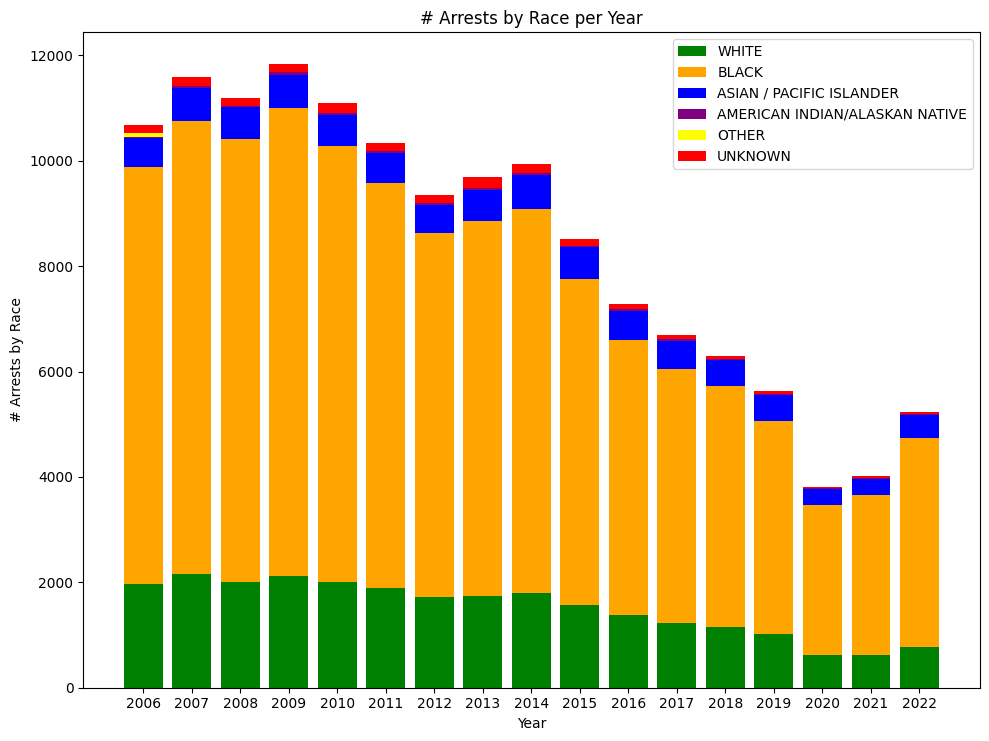 # Arrests by Race per Year
WHITE
BLACK
ASIAN / PACIFIC ISLANDER
AMERICAN INDIAN/ALASKAN NATIVE
OTHER
UNKNOWN
12000
10000
8000
6000
4000
2000
0
# Arrests by Race
2006 2007 2008 2009 2010 2011 2012 2013 2014 2015 2016 2017 2018 2019 2020 2021 2022
Year